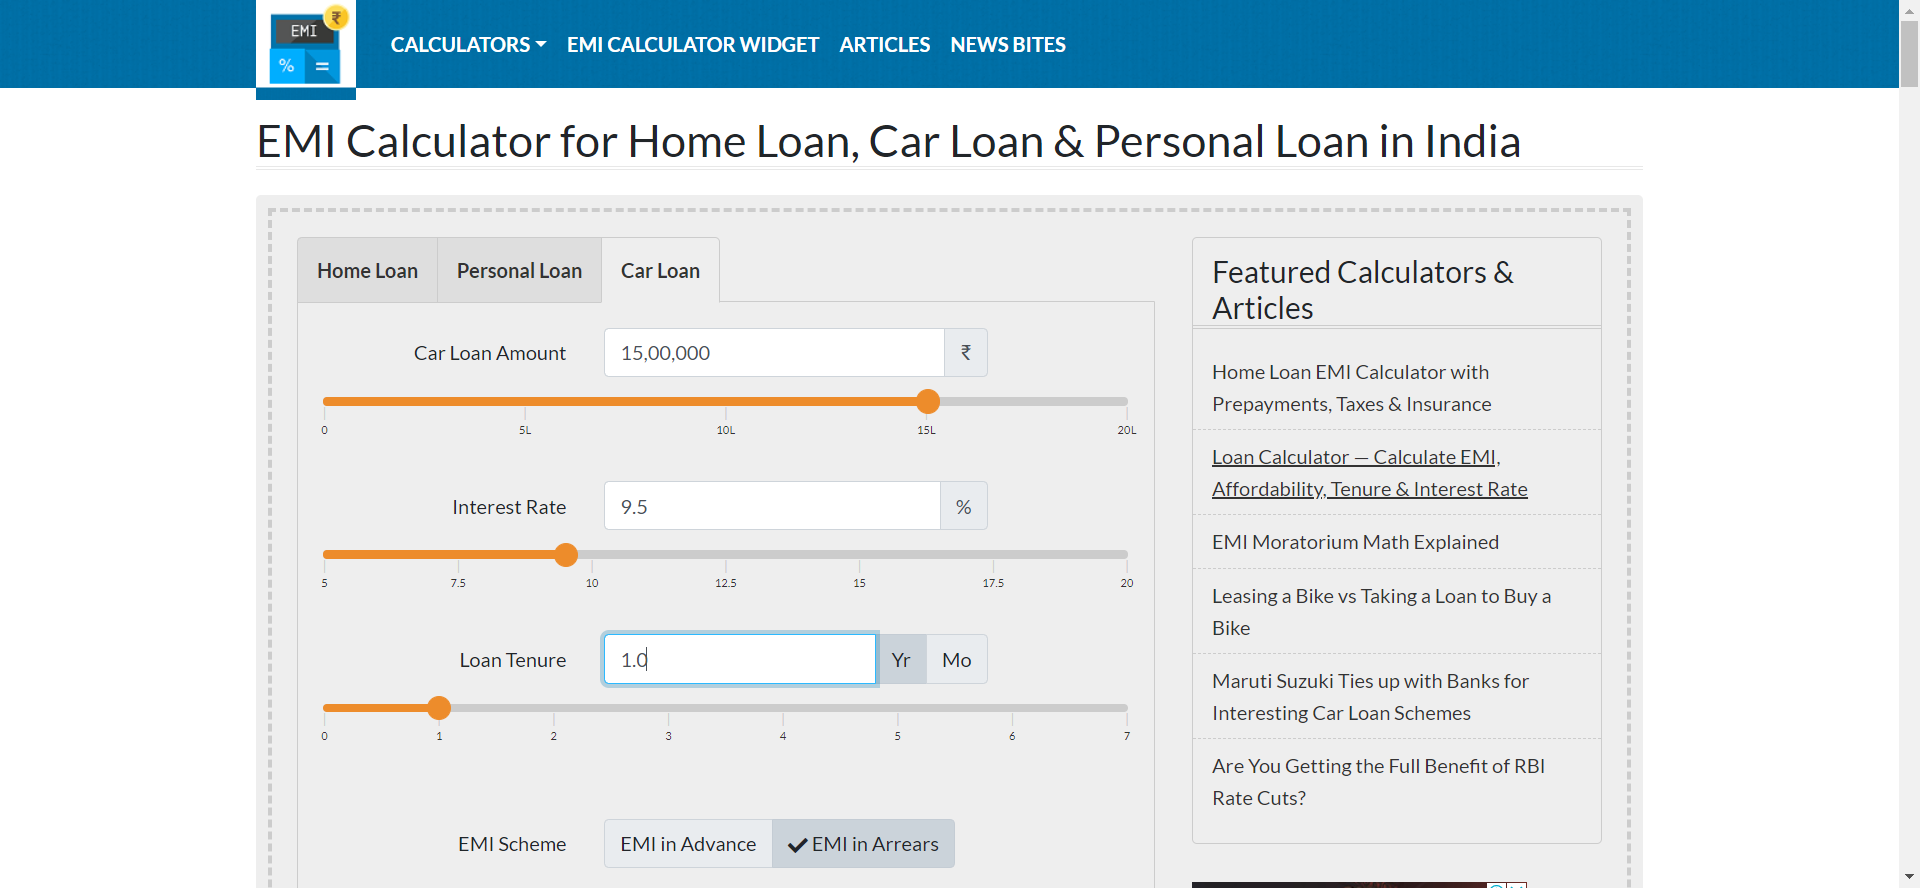 EMI
₹
% =
CALCULATORS EMI CALCULATOR WIDGET ARTICLES NEWS BITES
EMI Calculator for Home Loan, Car Loan & Personal Loan in India
Home Loan Personal Loan Car Loan
Car Loan Amount 15,00,000 ₹
0 5L 10L 15L 20L
Interest Rate 9.5 %
5 7.5 10 12.5 15 17.5 20
Loan Tenure 1.0 Yr Mo
0 1 2 3 4 5 6 7
EMI Scheme EMI in Advance EMI in Arrears
Featured Calculators &
Articles
Home Loan EMI Calculator with
Prepayments, Taxes & Insurance
Loan Calculator — Calculate EMI,
Affordability, Tenure & Interest Rate
EMI Moratorium Math Explained
Leasing a Bike vs Taking a Loan to Buy a
Bike
Maruti Suzuki Ties up with Banks for
Interesting Car Loan Schemes
Are You Getting the Full Benefit of RBI
Rate Cuts?